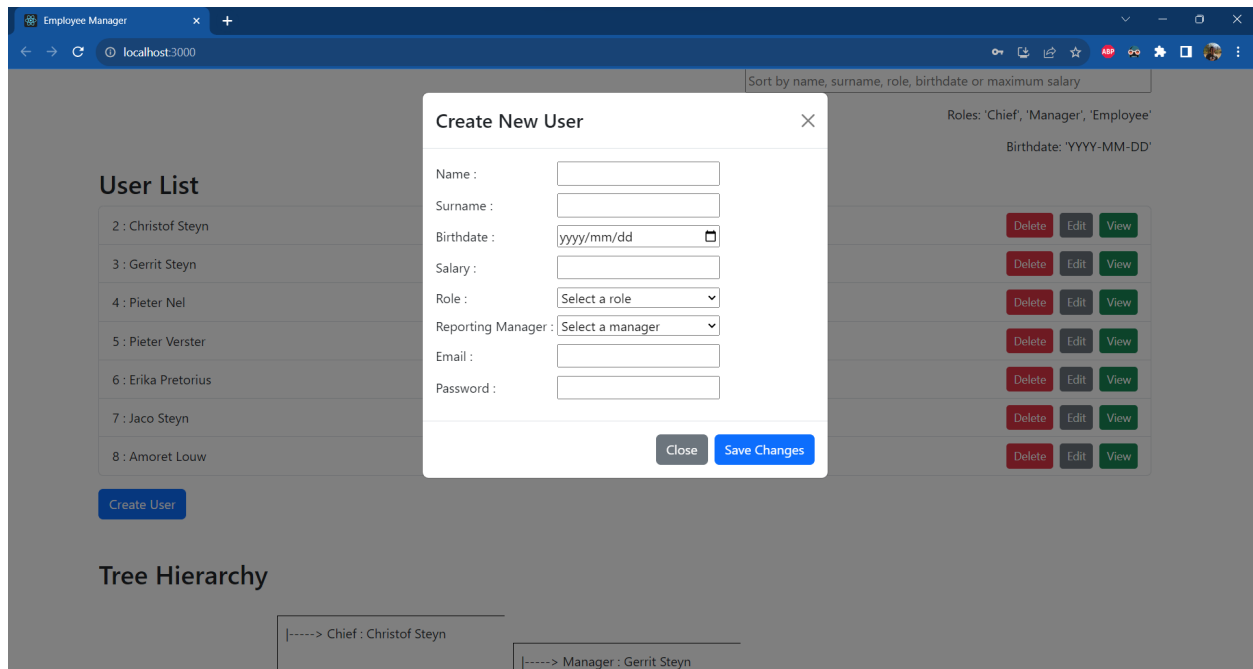 Employee Manager
localhost:3000
ABP
Sort by name, surname, role, birthdate or maximum salary
Roles: 'Chief', 'Manager', 'Employee'
Birthdate: 'YYYY-MM-DD'
User List
2 : Christof Steyn Delete Edit View
3 : Gerrit Steyn Delete Edit View
4 : Pieter Nel Delete Edit View
5 : Pieter Verster Delete Edit View
6 : Erika Pretorius Delete Edit View
7 : Jaco Steyn Delete Edit View
8 : Amoret Louw Delete Edit View
Create User
Create New User
Name :
Surname :
Birthdate : yyyy/mm/dd
Salary :
Role : Select a role
Reporting Manager : Select a manager
Email :
Password :
Close Save Changes
Tree Hierarchy
|-----> Chief : Christof Steyn
|-----> Manager : Gerrit Steyn